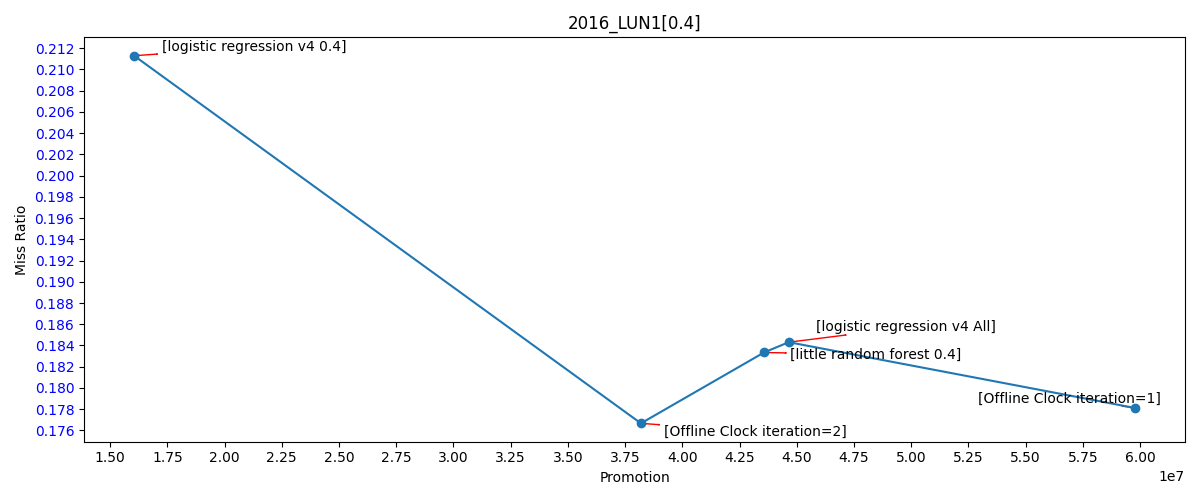 2016_LUN1[0.4]
[logistic regression v4 0.4]
0.212
0.210
0.208
0.206
0.204
0.202
0.200
0.198
0.196
0.194
0.192
0.190
0.188
0.186
0.184
0.182
0.180
0.178
0.176
Miss Ratio
[logistic regression v4 All]
[little random forest 0.4]
[Offline Clock iteration=1]
[Offline Clock iteration=2]
1.50 1.75 2.00 2.25 2.50 2.75 3.00 3.25 3.50 3.75 4.00 4.25 4.50 4.75 5.00 5.25 5.50 5.75 6.00
1e7
Promotion